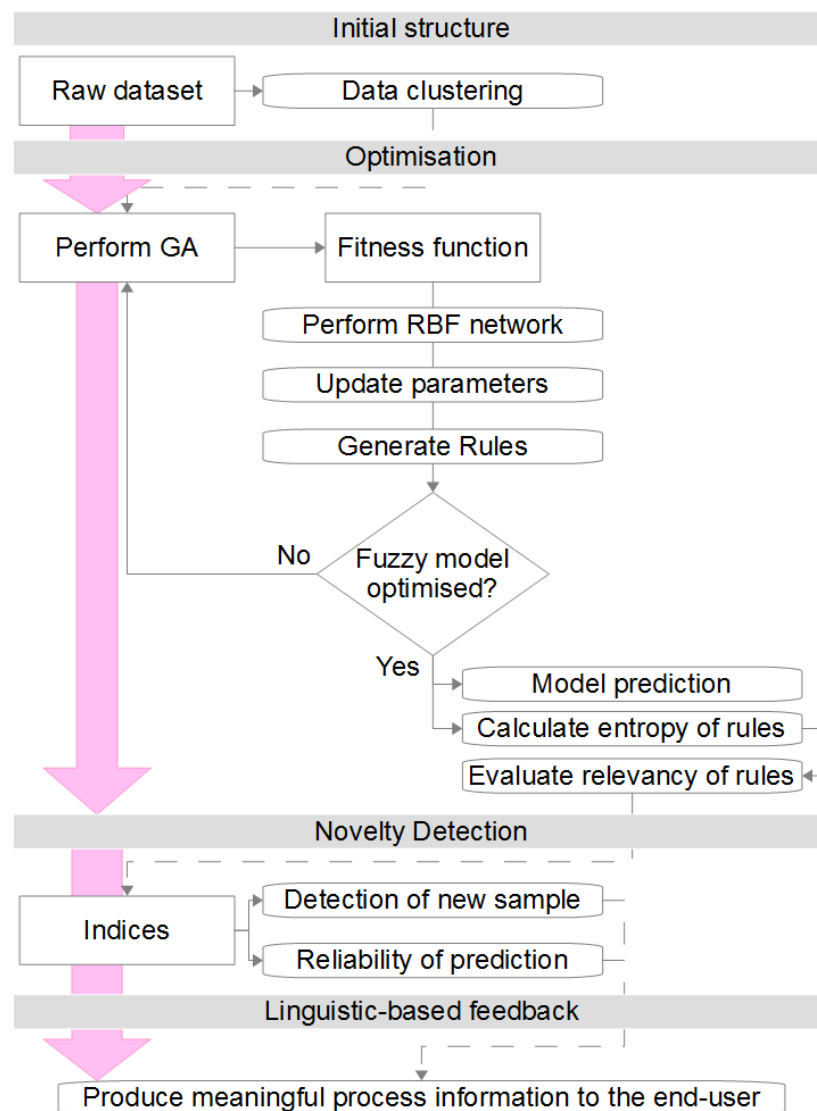 Initial structure
Raw dataset
Data clustering
Optimisation
Perform GA
Fitness function
Perform RBF network
Update parameters
Generate Rules
No
Fuzzy model
optimised?
Yes
Model prediction
Calculate entropy of rules
Evaluate relevancy of rules
Novelty Detection
Detection of new sample
Indices
Reliability of prediction
Linguistic-based feedback
Produce meaningful process information to the end-user